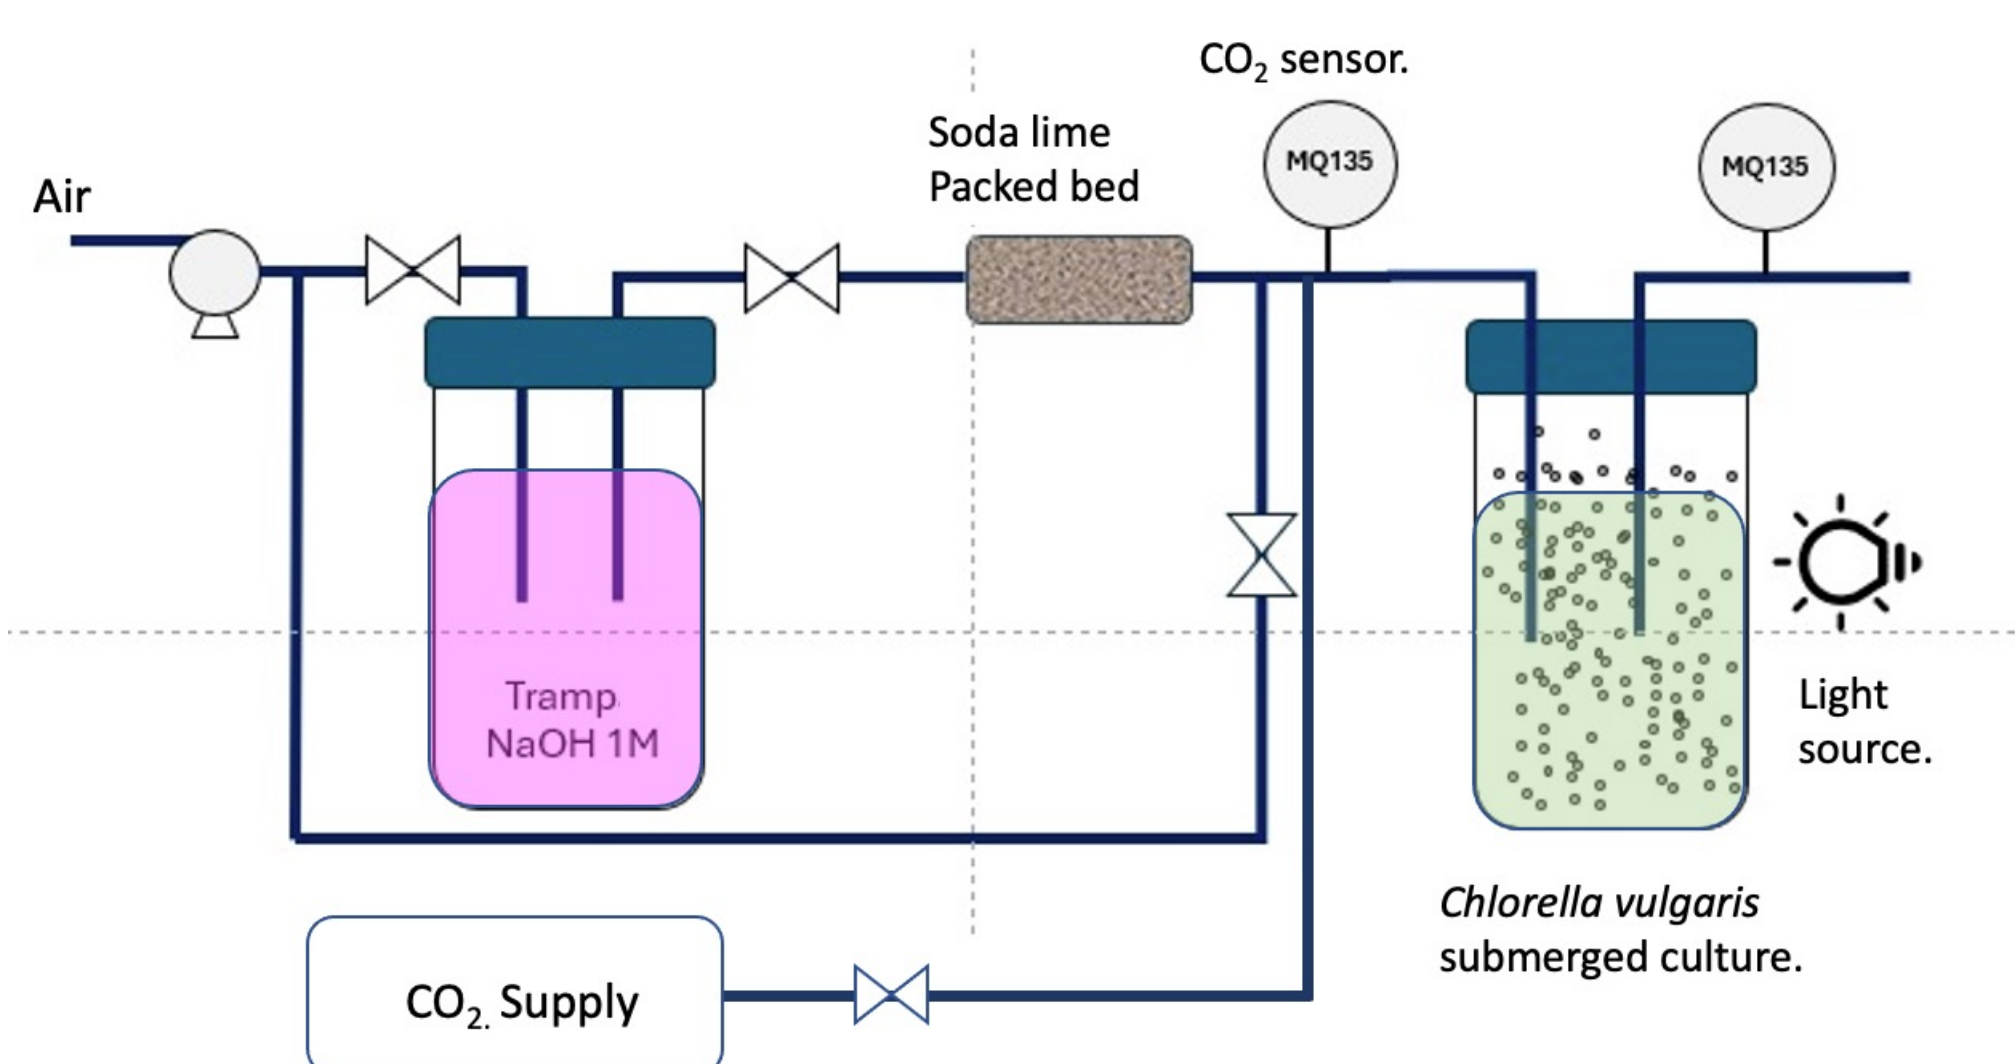 CO₂ sensor.
Soda lime
Packed bed
MQ135
MQ135
Air
Tramp.
NaOH 1M
Light
source.
Chlorella vulgaris
submerged culture.
CO₂. Supply